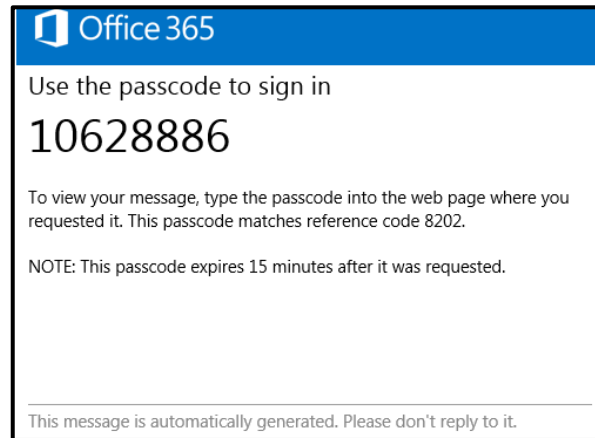 Office 365
Use the passcode to sign in
10628886
To view your message, type the passcode into the web page where you
requested it. This passcode matches reference code 8202.
NOTE: This passcode expires 15 minutes after it was requested.
This message is automatically generated. Please don't reply to it.